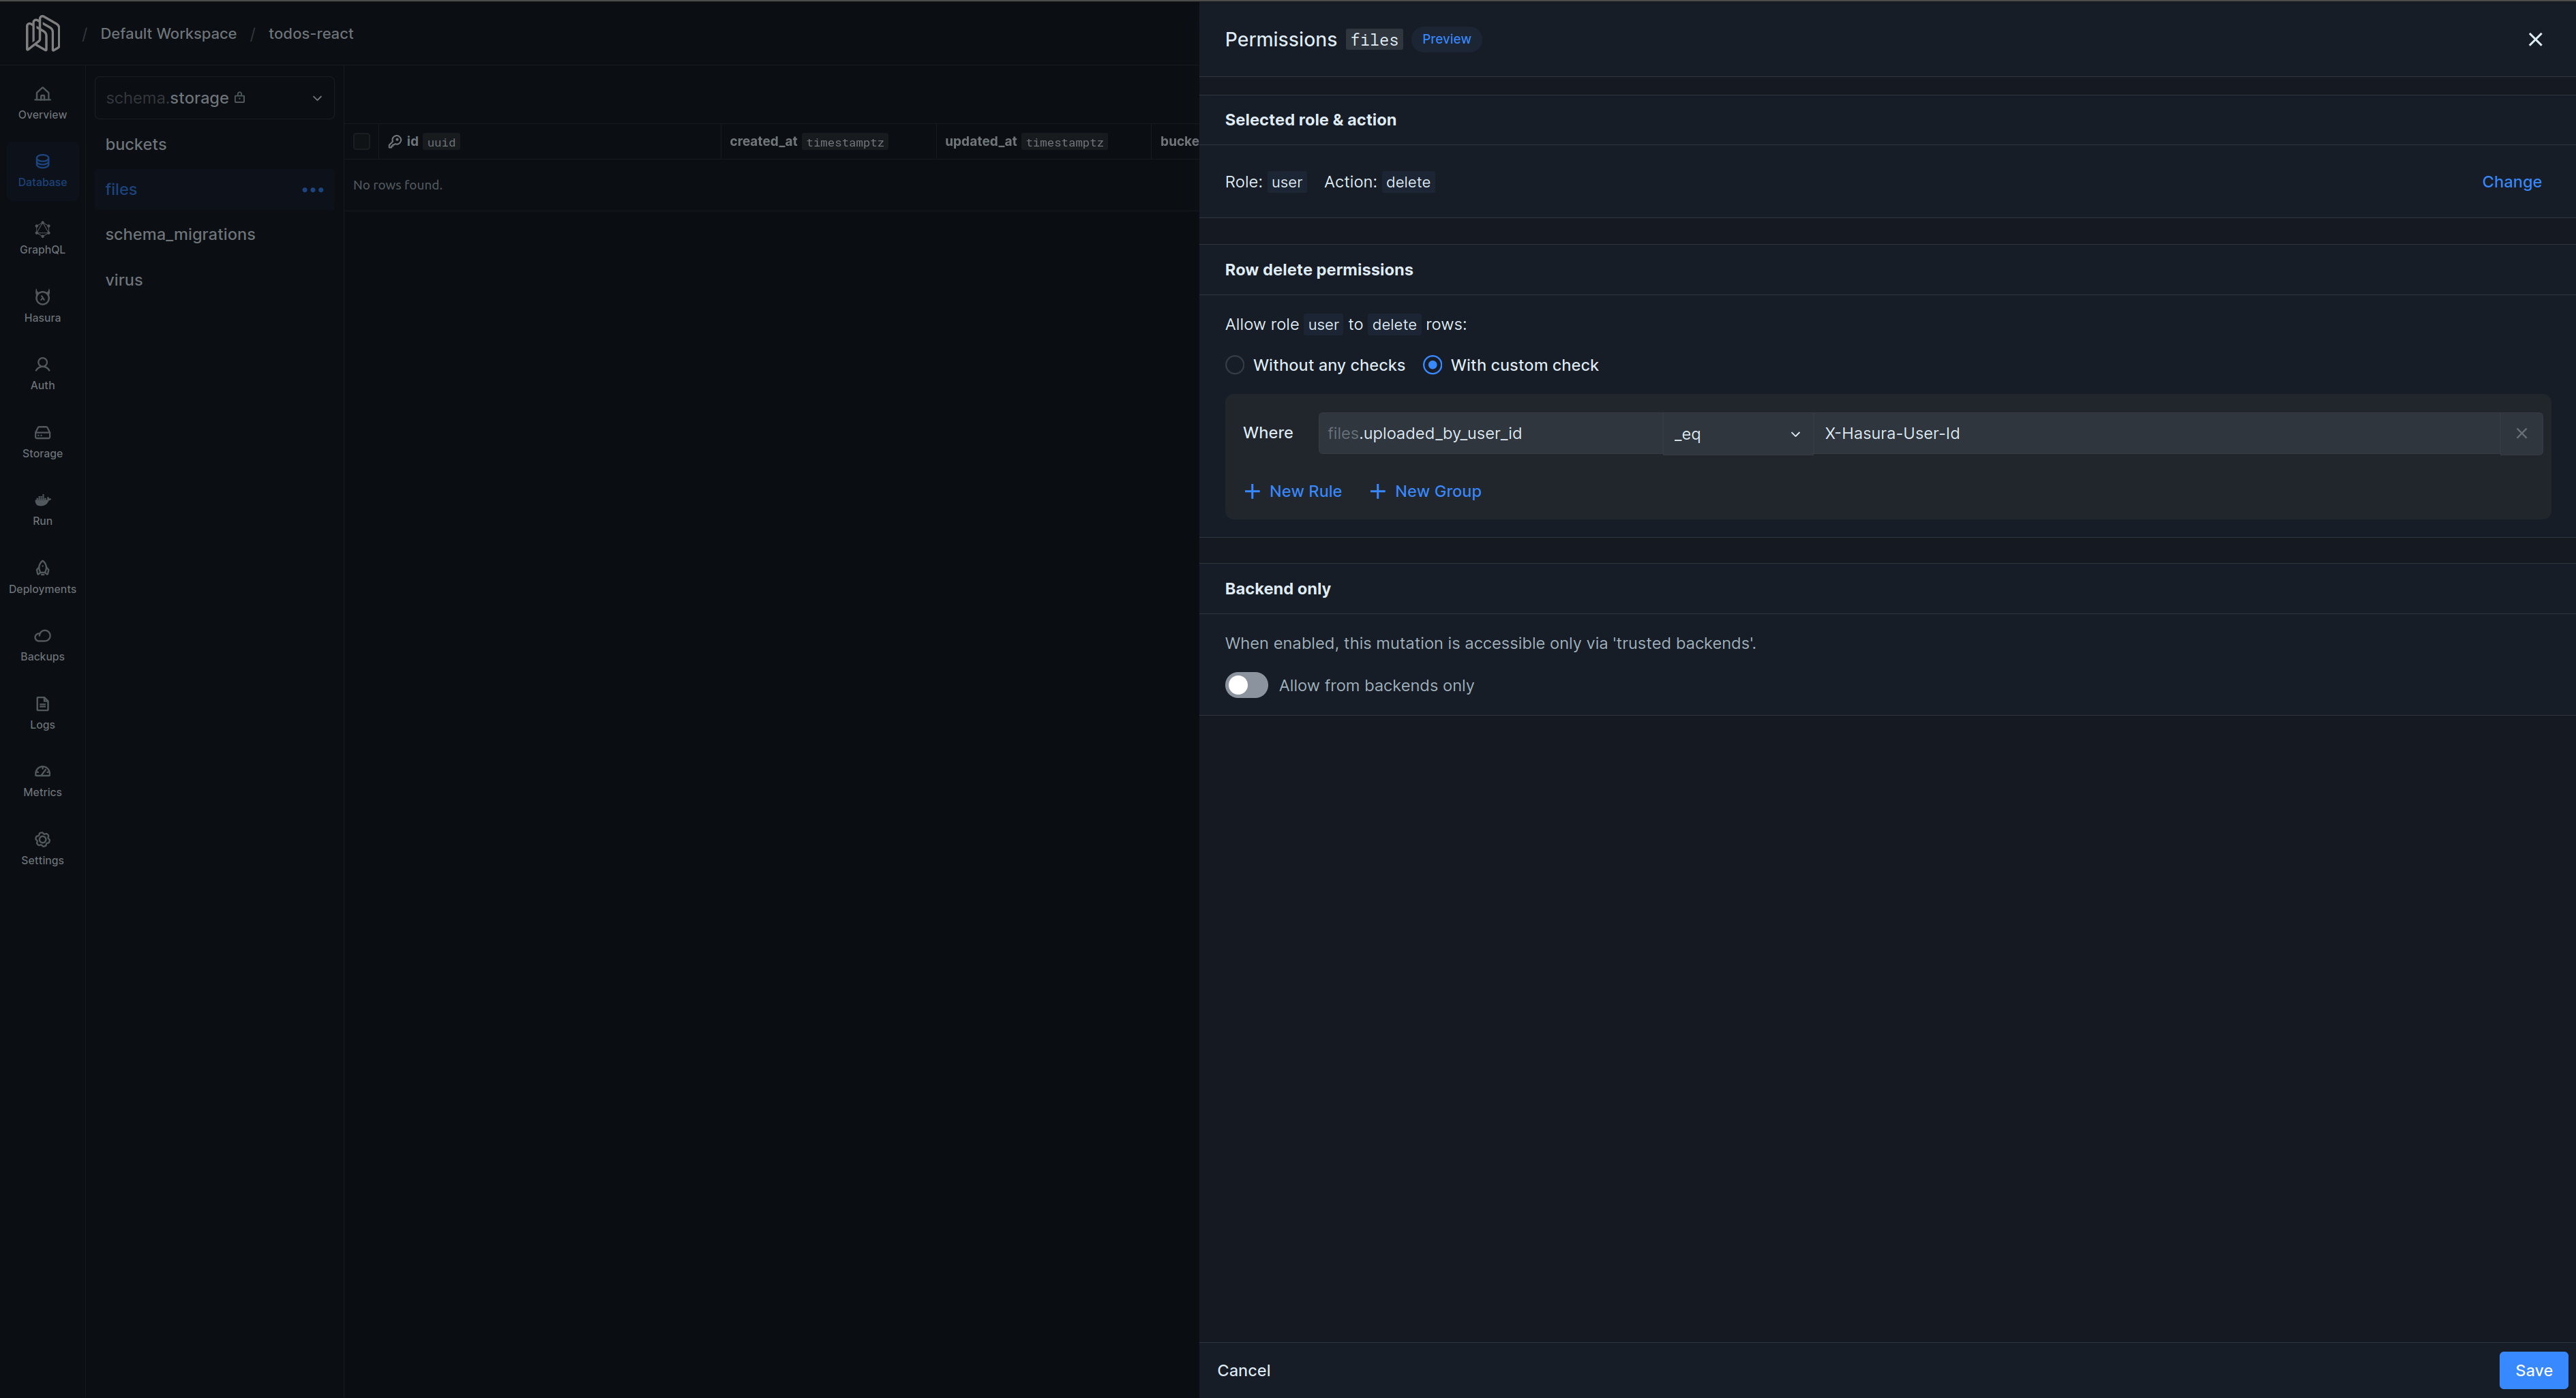 / Default Workspace / todos-react
Overview
Database
GraphQL
Hasura
Auth
Storage
Run
Deployments
Backups
Logs
Metrics
Settings
schema.storage
buckets
files
schema_migrations
virus
id uuid created_at timestamptz updated_at timestamptz bucke
No rows found.
Permissions files Preview
Selected role & action
Role: user Action: delete Change
Row delete permissions
Allow role user to delete rows:
Without any checks With custom check
Where files.uploaded_by_user_id _eq X-Hasura-User-Id
New Rule New Group
Backend only
When enabled, this mutation is accessible only via 'trusted backends'.
Allow from backends only
Cancel Save